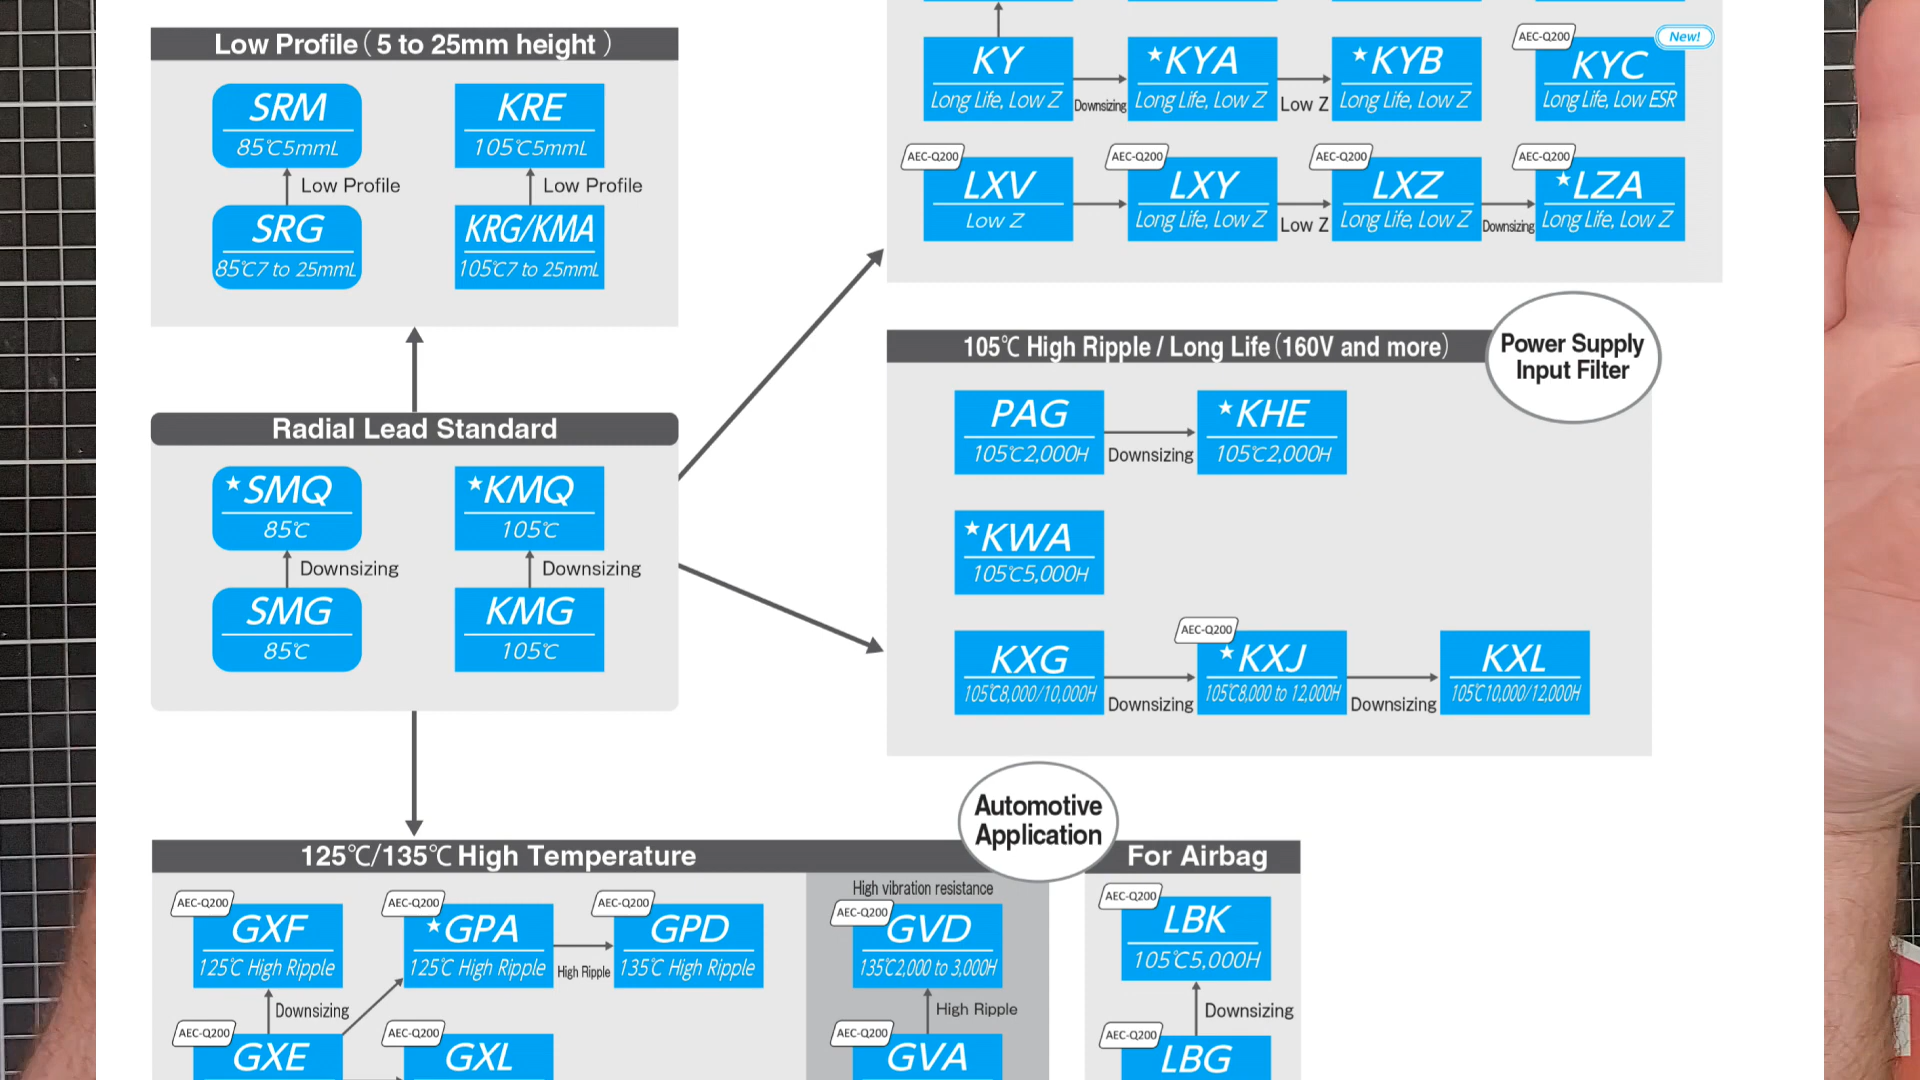 Low Profile（5 to 25mm height）
SRM
85℃5mmL
KRE
105℃5mmL
Low Profile
Low Profile
SRG
85℃7 to 25mmL
KRG/KMA
105℃7 to 25mmL
AEC-Q200
New!
KY
Long Life, Low Z
Downsizing
★KYA
Long Life, Low Z
Low Z
★KYB
Long Life, Low Z
KYC
Long Life, Low ESR
AEC-Q200
AEC-Q200
AEC-Q200
AEC-Q200
LXV
Low Z
LXY
Long Life, Low Z
Low Z
LXZ
Long Life, Low Z
Downsizing
★LZA
Long Life, Low Z
105℃ High Ripple / Long Life（160V and more）
Power Supply
Input Filter
PAG
105℃2,000H
Downsizing
★KHE
105℃2,000H
★KWA
105℃5,000H
AEC-Q200
KXG
105℃8,000/10,000H
Downsizing
★KXJ
105℃8,000 to 12,000H
Downsizing
KXL
105℃10,000/12,000H
Radial Lead Standard
★SMQ
85℃
★KMQ
105℃
Downsizing
Downsizing
SMG
85℃
KMG
105℃
Automotive
Application
125℃/135℃ High Temperature
AEC-Q200
GXF
125℃ High Ripple
AEC-Q200
★GPA
125℃ High Ripple
High Ripple
AEC-Q200
GPD
135℃ High Ripple
Downsizing
AEC-Q200
GXE
AEC-Q200
GXL
High vibration resistance
AEC-Q200
GVD
135℃2,000 to 3,000H
High Ripple
AEC-Q200
GVA
For Airbag
AEC-Q200
LBK
105℃5,000H
Downsizing
AEC-Q200
LBG